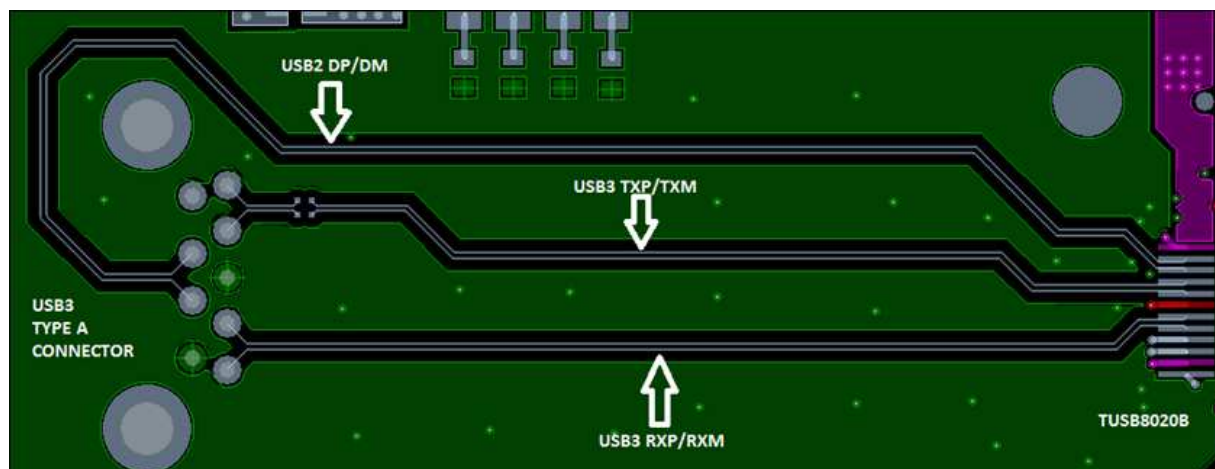 USB2 DP/DM
USB3 TXP/TXM
USB3
TYPE A
CONNECTOR
TUSB8020B
USB3 RXP/RXM